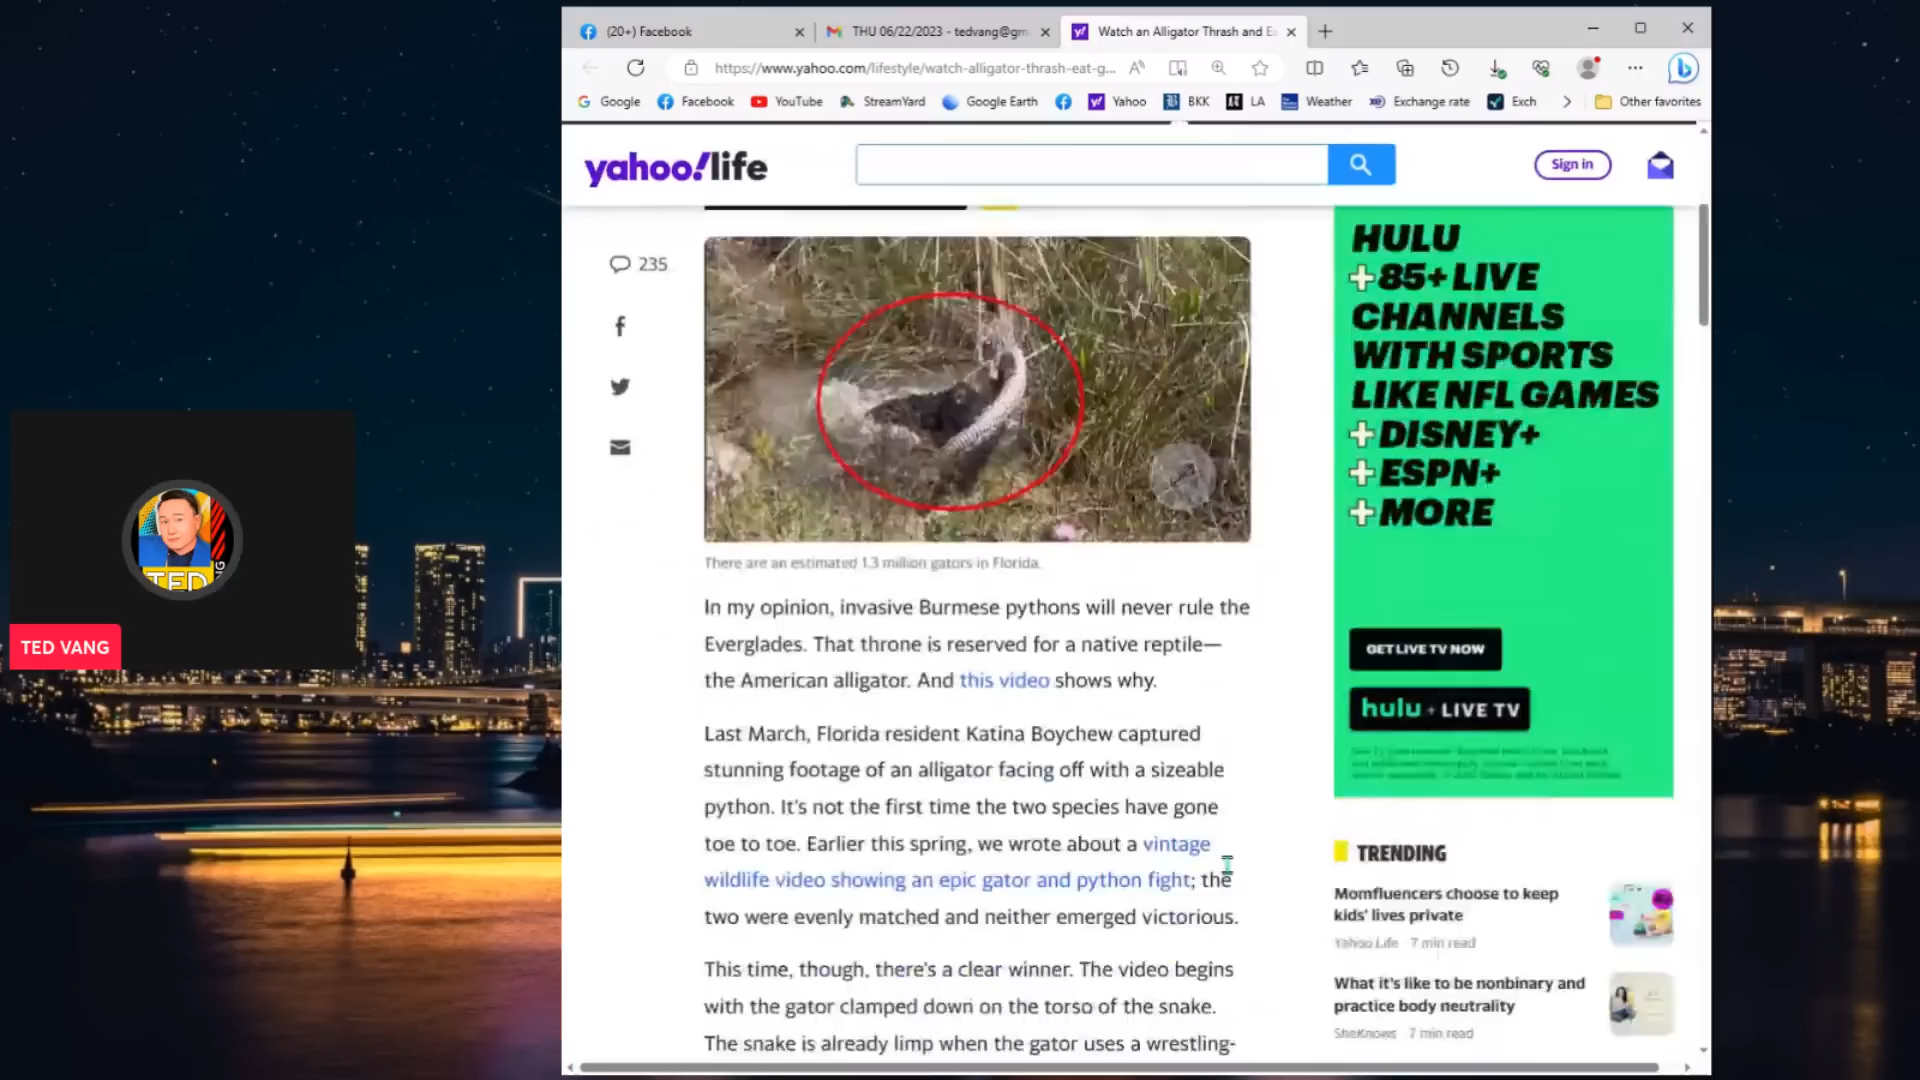 (20+) Facebook
THU 06/22/2023 - tedvang@gm
Watch an Alligator Thrash and Ea
https://www.yahoo.com/lifestyle/watch-alligator-thrash-eat-g...
Google
Facebook
YouTube
StreamYard
Google Earth
Yahoo
BKK
LA
Weather
Exchange rate
Exch
Other favorites
yahoo!life
Sign in
235
There are an estimated 1.3 million gators in Florida.
In my opinion, invasive Burmese pythons will never rule the
Everglades. That throne is reserved for a native reptile—
the American alligator. And this video shows why.
Last March, Florida resident Katina Boychew captured
stunning footage of an alligator facing off with a sizeable
python. It's not the first time the two species have gone
toe to toe. Earlier this spring, we wrote about a vintage
wildlife video showing an epic gator and python fight; the
two were evenly matched and neither emerged victorious.
This time, though, there's a clear winner. The video begins
with the gator clamped down on the torso of the snake.
The snake is already limp when the gator uses a wrestling-
HULU
+85+ LIVE
CHANNELS
WITH SPORTS
LIKE NFL GAMES
+DISNEY+
+ESPN+
+MORE
GET LIVE TV NOW
hulu + LIVE TV
TRENDING
Momfluencers choose to keep
kids' lives private
Yahoo Life 7 min read
What it's like to be nonbinary and
practice body neutrality
SheKnows 7 min read
TED
TED VANG